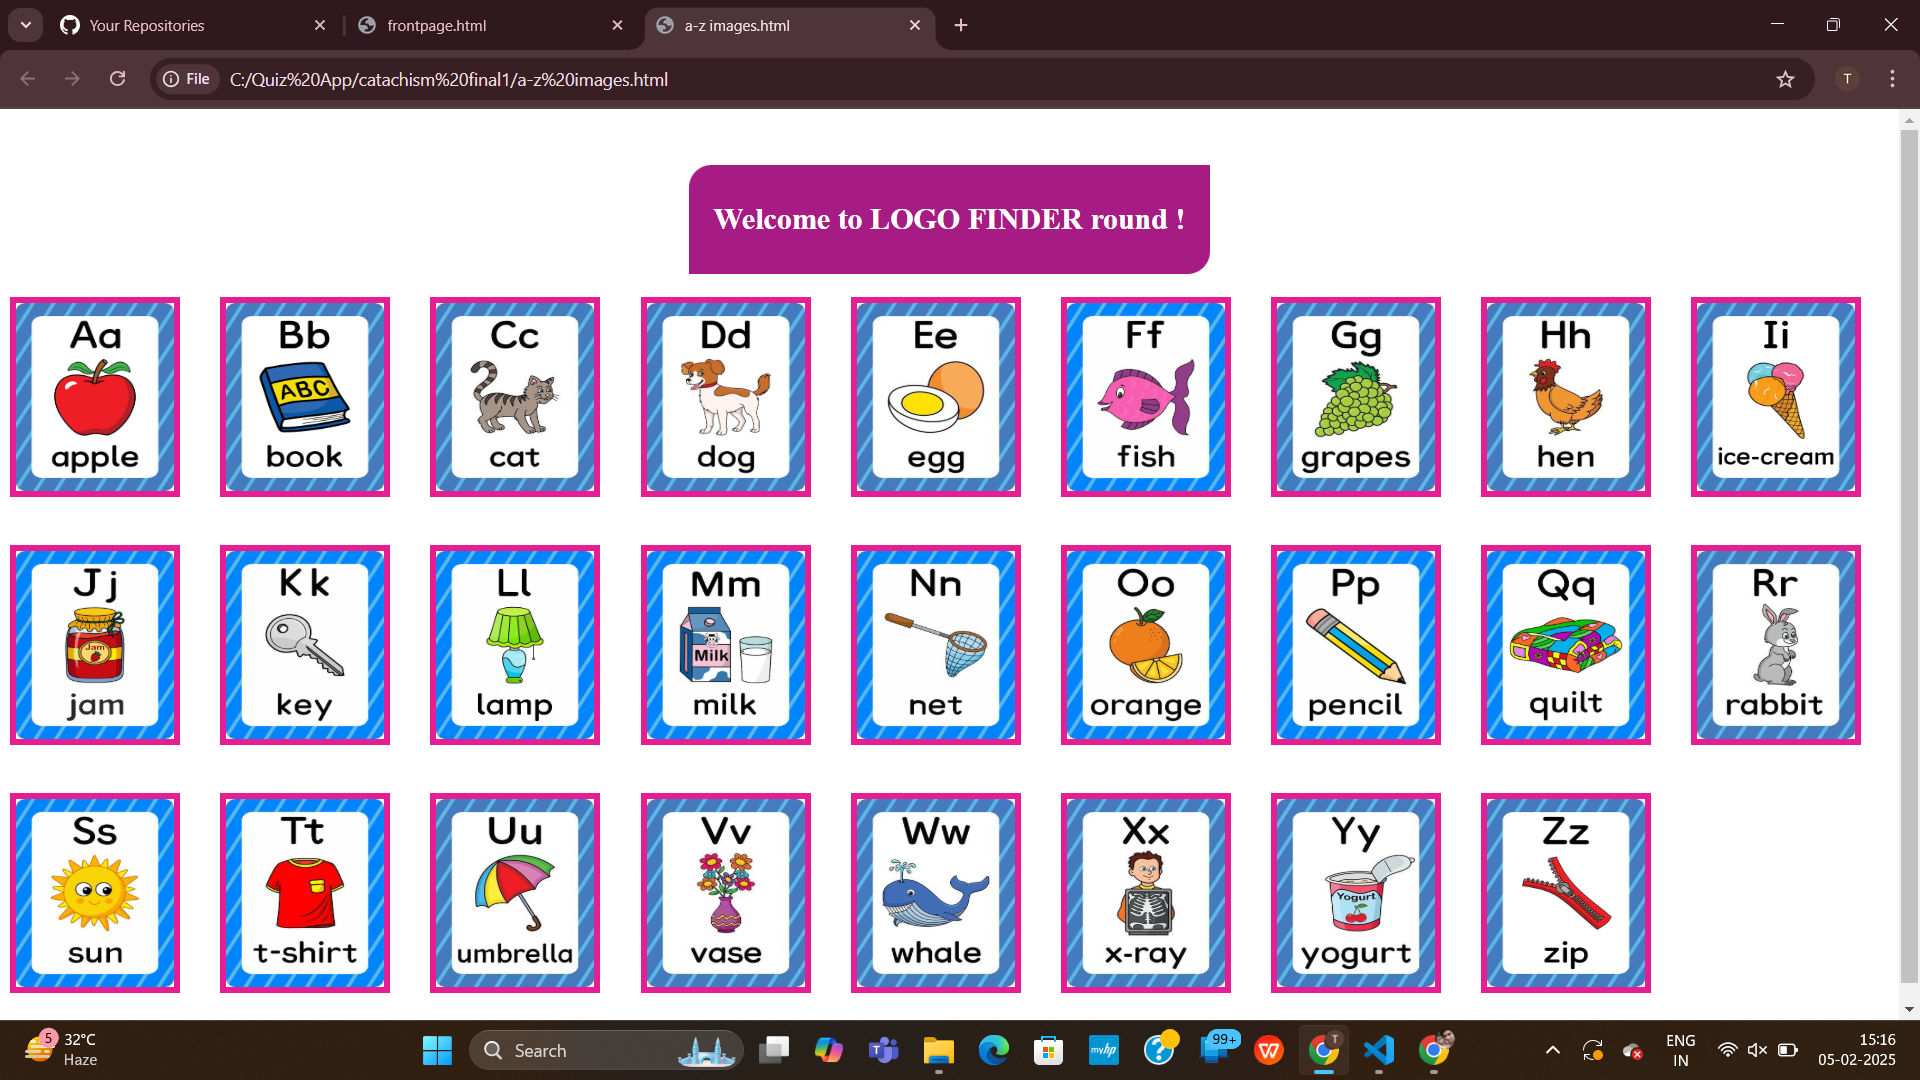 Your Repositories
frontpage.html
a-z images.html
File
C:/Quiz%20App/catachism%20final1/a-z%20images.html
T
Welcome to LOGO FINDER round !
Aa Bb Cc Dd Ee Ff Gg Hh Ii
ABC
apple book cat dog egg fish grapes hen ice-cream
Jj Kk Ll Mm Nn Oo Pp Qq Rr
Jam
Milk
jam key lamp milk net orange pencil quilt rabbit
Ss Tt Uu Vv Ww Xx Yy Zz
Yogurt
sun t-shirt umbrella vase whale x-ray yogurt zip
5
32°C
Haze
Search
T
myhp
?
99+
W
T
ENG
IN
15:16
05-02-2025